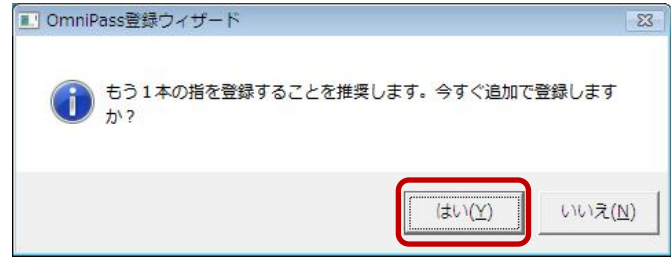 OmniPass登録ウィザード
もう1本の指を登録することを推奨します。今すぐ追加で登録します
か?
はい(Y)
いいえ(N)